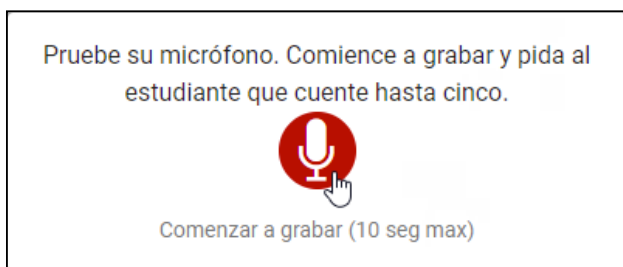 Pruebe su micrófono. Comience a grabar y pida al
estudiante que cuente hasta cinco.
Comenzar a grabar (10 seg max)